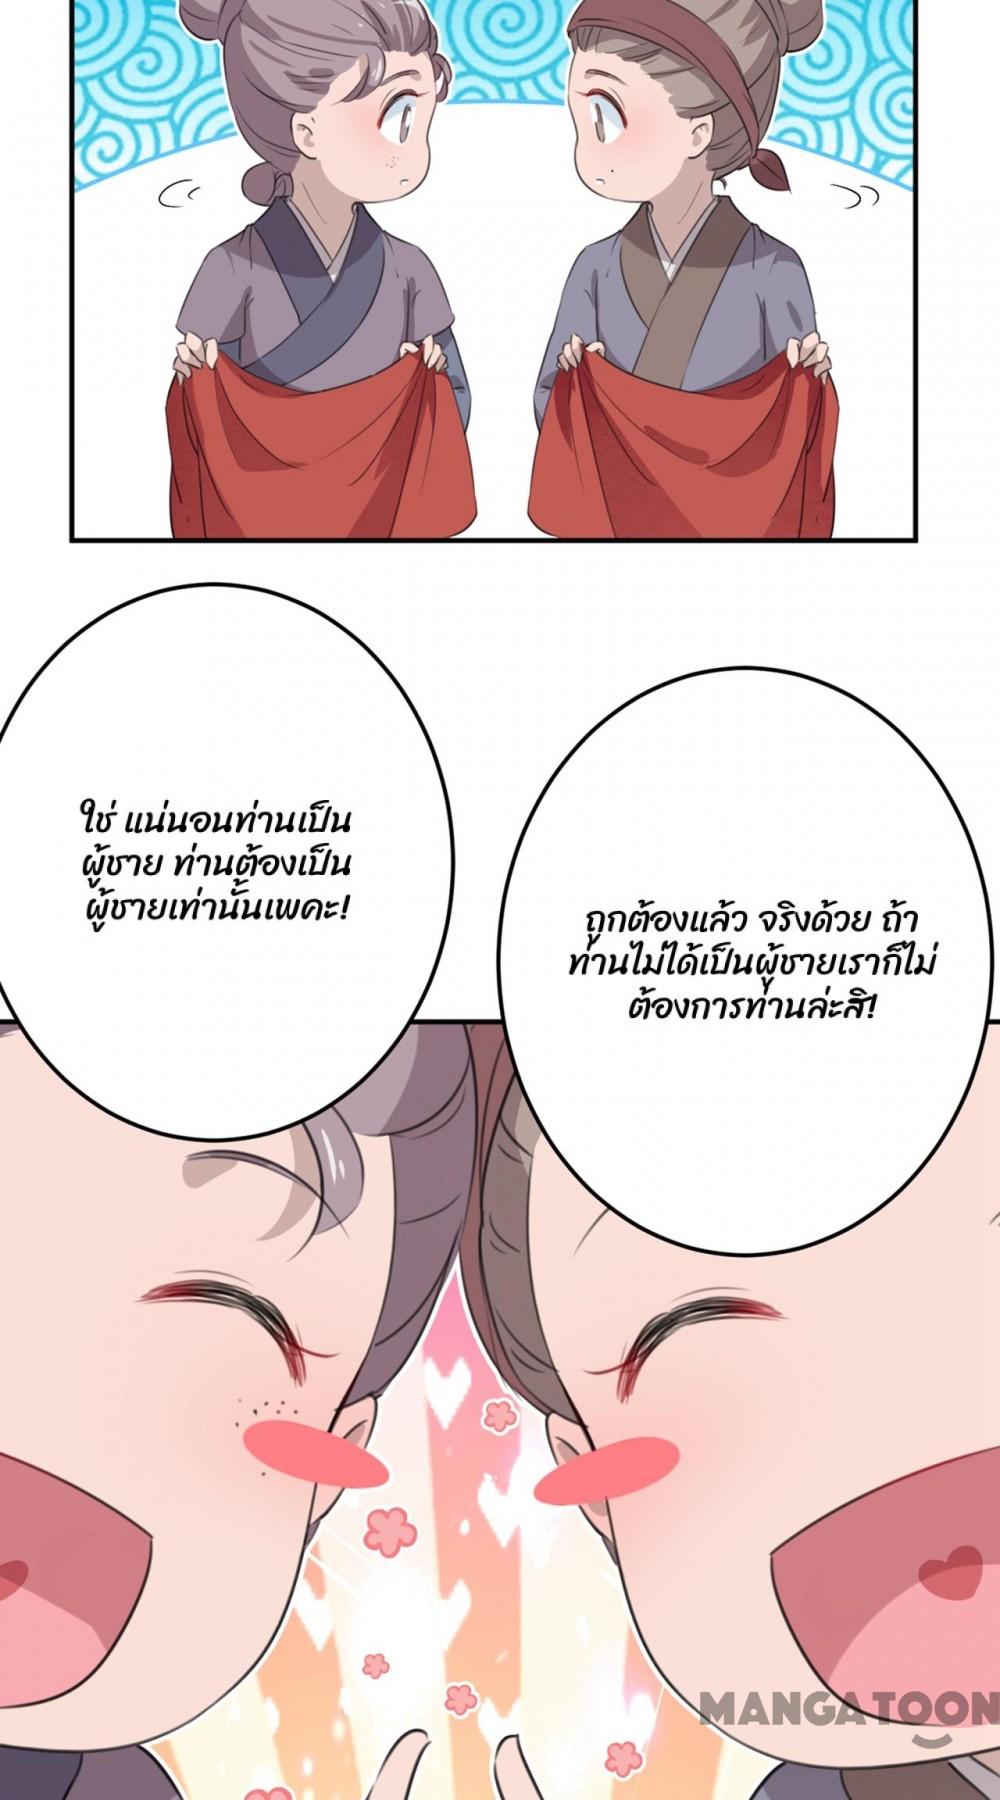 ใช่ แน่นอนท่านเป็น
ผู้ชาย ท่านต้องเป็น
ผู้ชายเท่านั้นเพคะ!
ถูกต้องแล้ว จริงด้วย ถ้า
ท่านไม่ได้เป็นผู้ชายเราก็ไม่
ต้องการท่านล่ะสิ!
MANGATOON